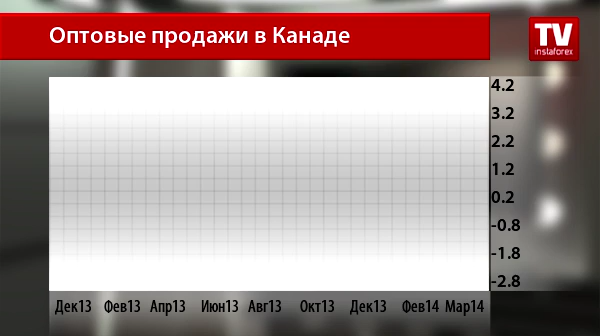 Оптовые продажи в Канаде
TV
instaforex
4.2
3.2
2.2
1.2
0.2
-0.8
-1.8
-2.8
Дек13 Фев13 Апр13 Июн13 Авг13 Окт13 Дек13 Фев14 Мар14